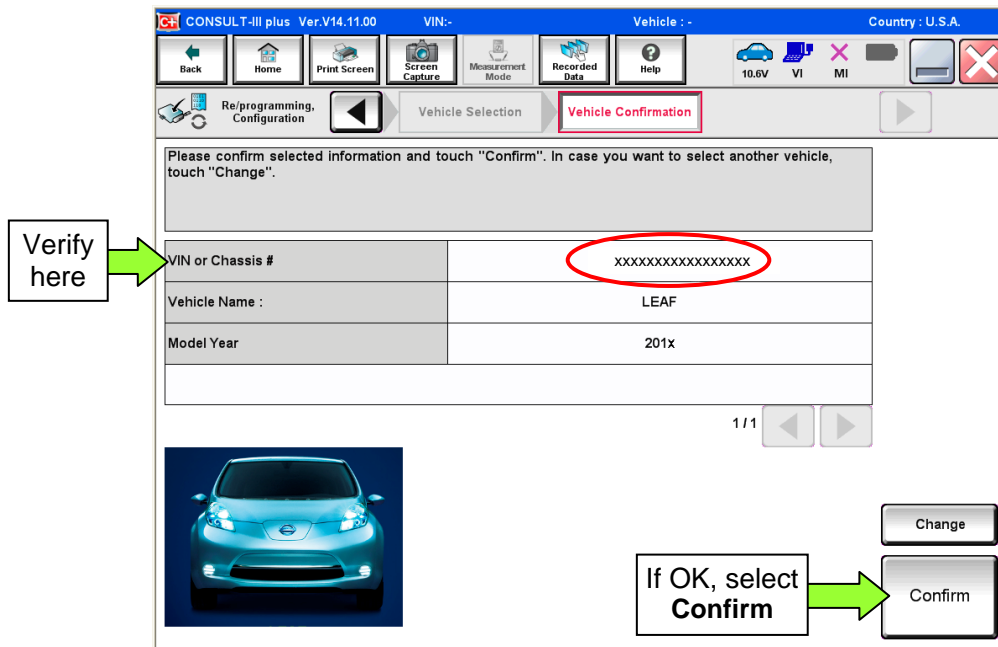 C+ CONSULT-III plus Ver.V14.11.00 VIN:- Vehicle : - Country : U.S.A.
Back
Home
Print Screen
Screen Capture
Measurement Mode
Recorded Data
Help
10.6V VI MI
Re/programming,
Configuration
Vehicle Selection
Vehicle Confirmation
Please confirm selected information and to touch "Confirm". In case you want to select another vehicle,
touch "Change".
Verify
here
VIN or Chassis # xxxxxxxxxxxxxxxxx
Vehicle Name : LEAF
Model Year 201x
1/1
Change
If OK, select
Confirm
Confirm